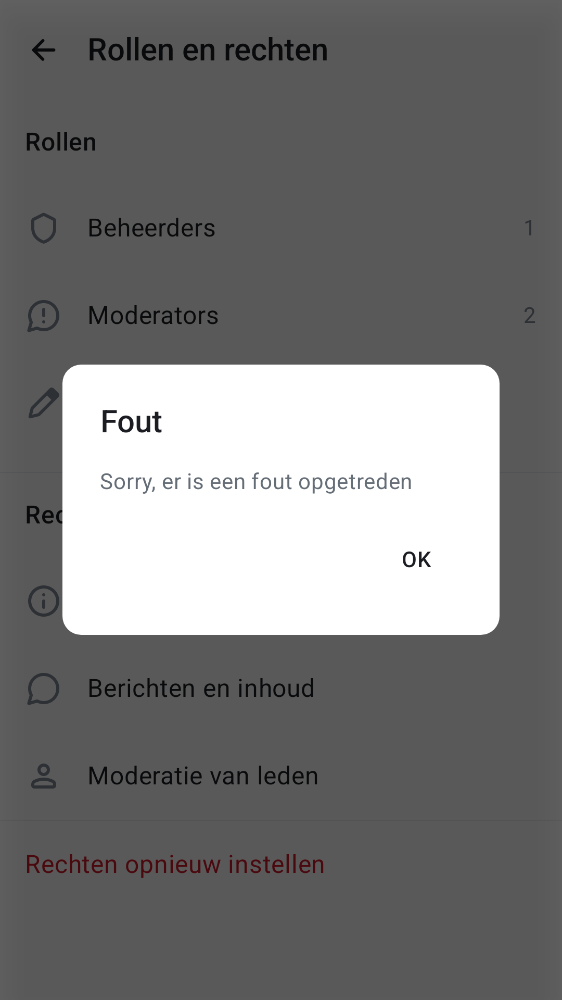 Rollen en rechten
Rollen
Beheerders 1
Moderators 2
Fout
Sorry, er is een fout opgetreden
OK
Berichten en inhoud
Moderatie van leden
Rechten opnieuw instellen